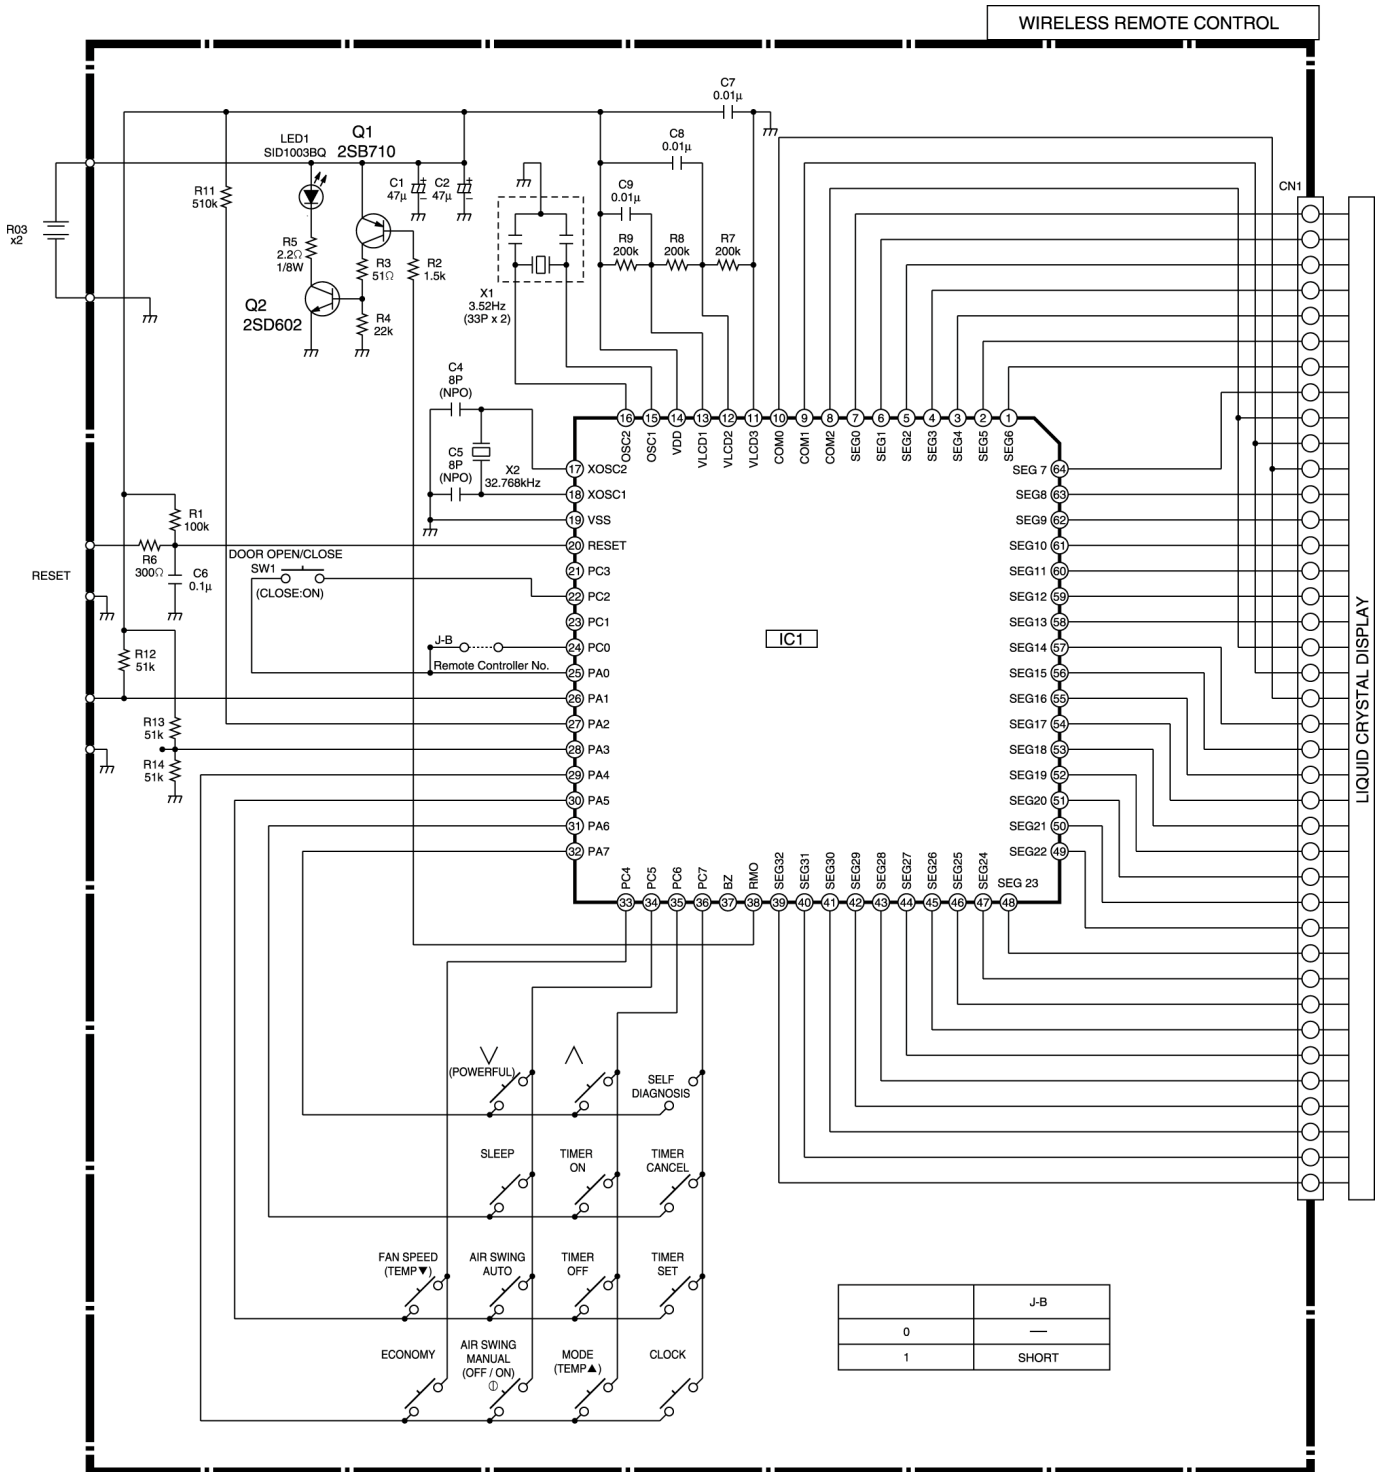 WIRELESS REMOTE CONTROL
C7
0.01μ
Q1
2SB710
LED1
SID1003BQ
C8
0.01μ
CN1
R11
510k
C1
47μ
C2
47μ
C9
0.01μ
R03
x2
R5
2.2Ω
1/8W
R3
51Ω
R2
1.5k
R9
200k
R8
200k
R7
200k
Q2
2SD602
R4
22k
X1
3.52Hz
(33P x 2)
C4
8P
(NPO)
C5
8P
(NPO)
X2
32.768kHz
16 15 14 13 12 11 10 9 8 7 6 5 4 3 2 1
OSC2 OSC1 VDD VLCD1 VLCD2 VLCD3 COM0 COM1 COM2 SEG0 SEG1 SEG2 SEG3 SEG4 SEG5 SEG6
17 XOSC2
18 XOSC1
19 VSS
20 RESET
21 PC3
22 PC2
23 PC1
24 PC0
25 PA0
26 PA1
27 PA2
28 PA3
29 PA4
30 PA5
31 PA6
32 PA7
SEG 7 64
SEG8 63
SEG9 62
SEG10 61
SEG11 60
SEG12 59
SEG13 58
SEG14 57
SEG15 56
SEG16 55
SEG17 54
SEG18 53
SEG19 52
SEG20 51
SEG21 50
SEG22 49
IC1
LIQUID CRYSTAL DISPLAY
R1
100k
R6
300Ω
C6
0.1μ
RESET
DOOR OPEN/CLOSE
SW1
(CLOSE:ON)
J-B
Remote Controller No.
R12
51k
R13
51k
R14
51k
PC4 PC5 PC6 PC7 BZ RMO SEG32 SEG31 SEG30 SEG29 SEG28 SEG27 SEG26 SEG25 SEG24 SEG 23
33 34 35 36 37 38 39 40 41 42 43 44 45 46 47 48
(POWERFUL)
SELF
DIAGNOSIS
SLEEP
TIMER
ON
TIMER
CANCEL
FAN SPEED
(TEMP▼)
AIR SWING
AUTO
TIMER
OFF
TIMER
SET
ECONOMY
AIR SWING
MANUAL
(OFF / ON)
MODE
(TEMP▲)
CLOCK
J-B
0 —
1 SHORT